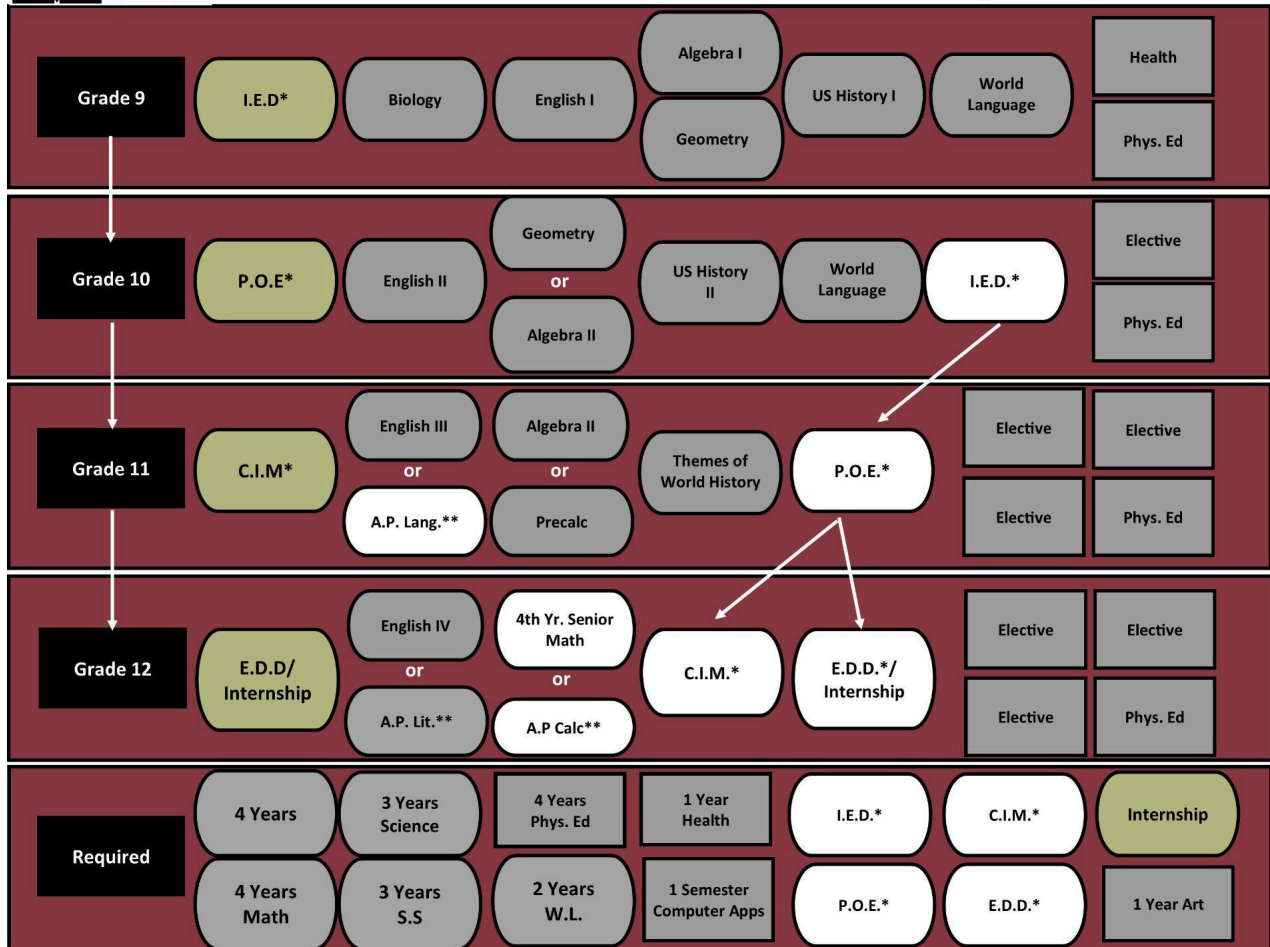 Grade 9
I.E.D*
Biology
English I
Algebra I
Geometry
US History I
World
Language
Health
Phys. Ed
Grade 10
P.O.E*
English II
Geometry
or
Algebra II
US History
II
World
Language
I.E.D.*
Elective
Phys. Ed
Grade 11
C.I.M*
English III
or
A.P. Lang.**
Algebra II
or
Precalc
Themes of
World History
P.O.E.*
Elective
Elective
Elective
Phys. Ed
Grade 12
E.D.D/
Internship
English IV
or
A.P. Lit.**
4th Yr. Senior
Math
or
A.P Calc**
C.I.M.*
E.D.D.*/
Internship
Elective
Elective
Elective
Phys. Ed
Required
4 Years
3 Years
Science
4 Years
Phys. Ed
1 Year
Health
I.E.D.*
C.I.M.*
Internship
4 Years
Math
3 Years
S.S
2 Years
W.L.
1 Semester
Computer Apps
P.O.E.*
E.D.D.*
1 Year Art